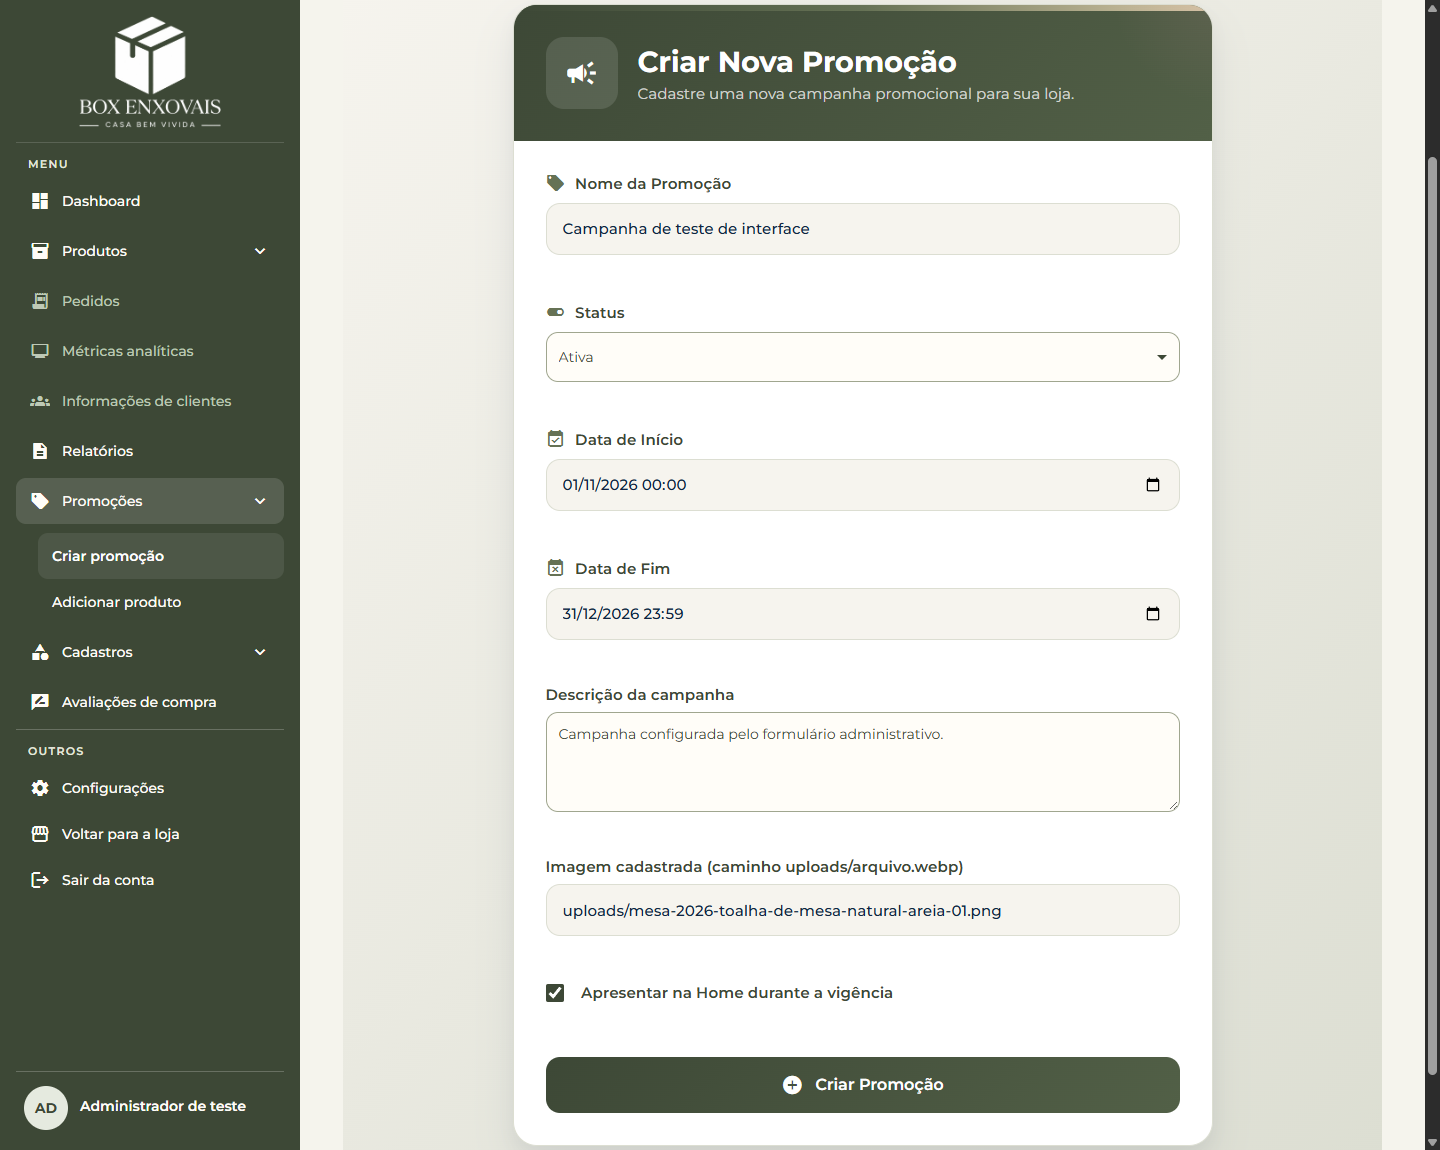 BOX ENXOVAIS
CASA BEM VIVIDA
MENU
Dashboard
Produtos
Pedidos
Métricas analíticas
Informações de clientes
Relatórios
Promoções
Criar promoção
Adicionar produto
Cadastros
Avaliações de compra
OUTROS
Configurações
Voltar para a loja
Sair da conta
AD
Administrador de teste
Criar Nova Promoção
Cadastre uma nova campanha promocional para sua loja.
Nome da Promoção
Campanha de teste de interface
Status
Ativa
Data de Início
01/11/2026 00:00
Data de Fim
31/12/2026 23:59
Descrição da campanha
Campanha configurada pelo formulário administrativo.
Imagem cadastrada (caminho uploads/arquivo.webp)
uploads/mesa-2026-toalha-de-mesa-natural-areia-01.png
Apresentar na Home durante a vigência
Criar Promoção